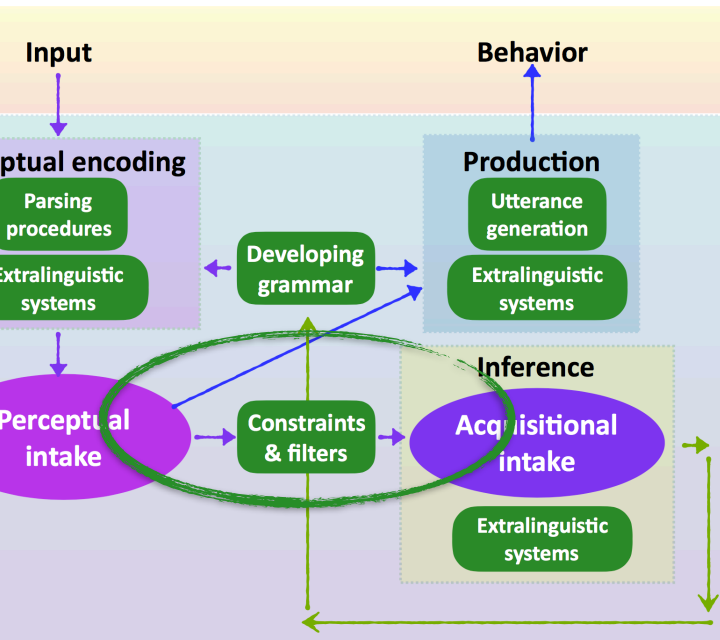 Input
Behavior
ptual encoding
Production
Parsing
procedures
Utterance
generation
Developing
grammar
Extralinguistic
systems
Extralinguistic
systems
Inference
Perceptual
intake
Constraints
& filters
Acquisitional
intake
Extralinguistic
systems